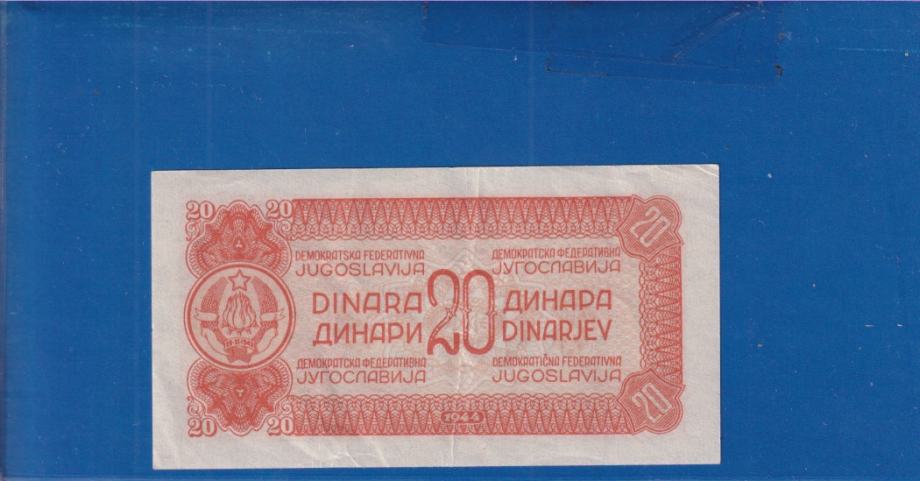 20 20 20
DEMOKRATSKA FEDERATIVNA
JUGOSLAVIJA
ДЕМОКРАТСКА ФЕДЕРАТИВНА
ЈУГОСЛАВИЈА
DINARA 20 ДИНАРА
ДИНАРИ DINARJEV
ДЕМОКРАТСКА ФЕДЕРАТИВНА
ЈУГОСЛАВИЈА
DEMOKRATIČNA FEDERATIVNA
JUGOSLAVIJA
20 20 1944 20